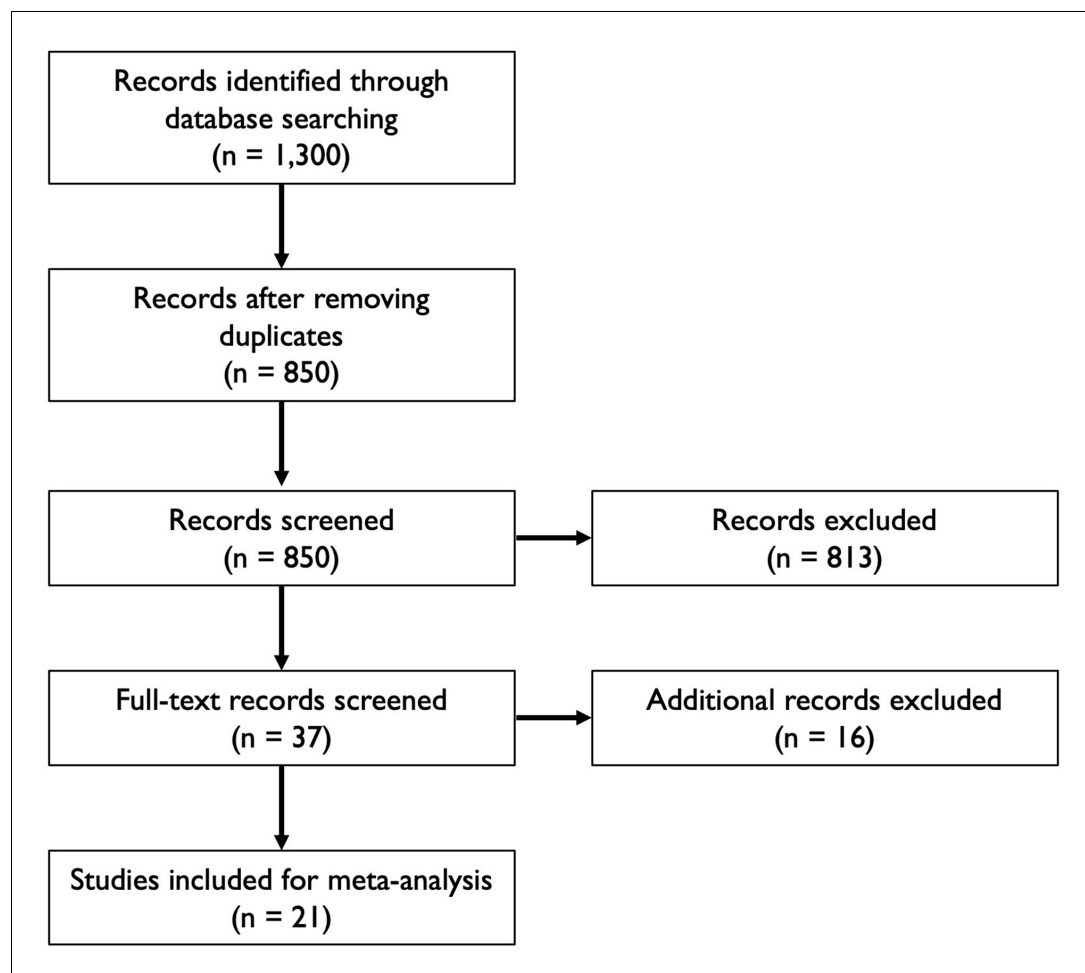 Records identified through
database searching
(n = 1,300)
Records after removing
duplicates
(n = 850)
Records screened
(n = 850)
Records excluded
(n = 813)
Full-text records screened
(n = 37)
Additional records excluded
(n = 16)
Studies included for meta-analysis
(n = 21)